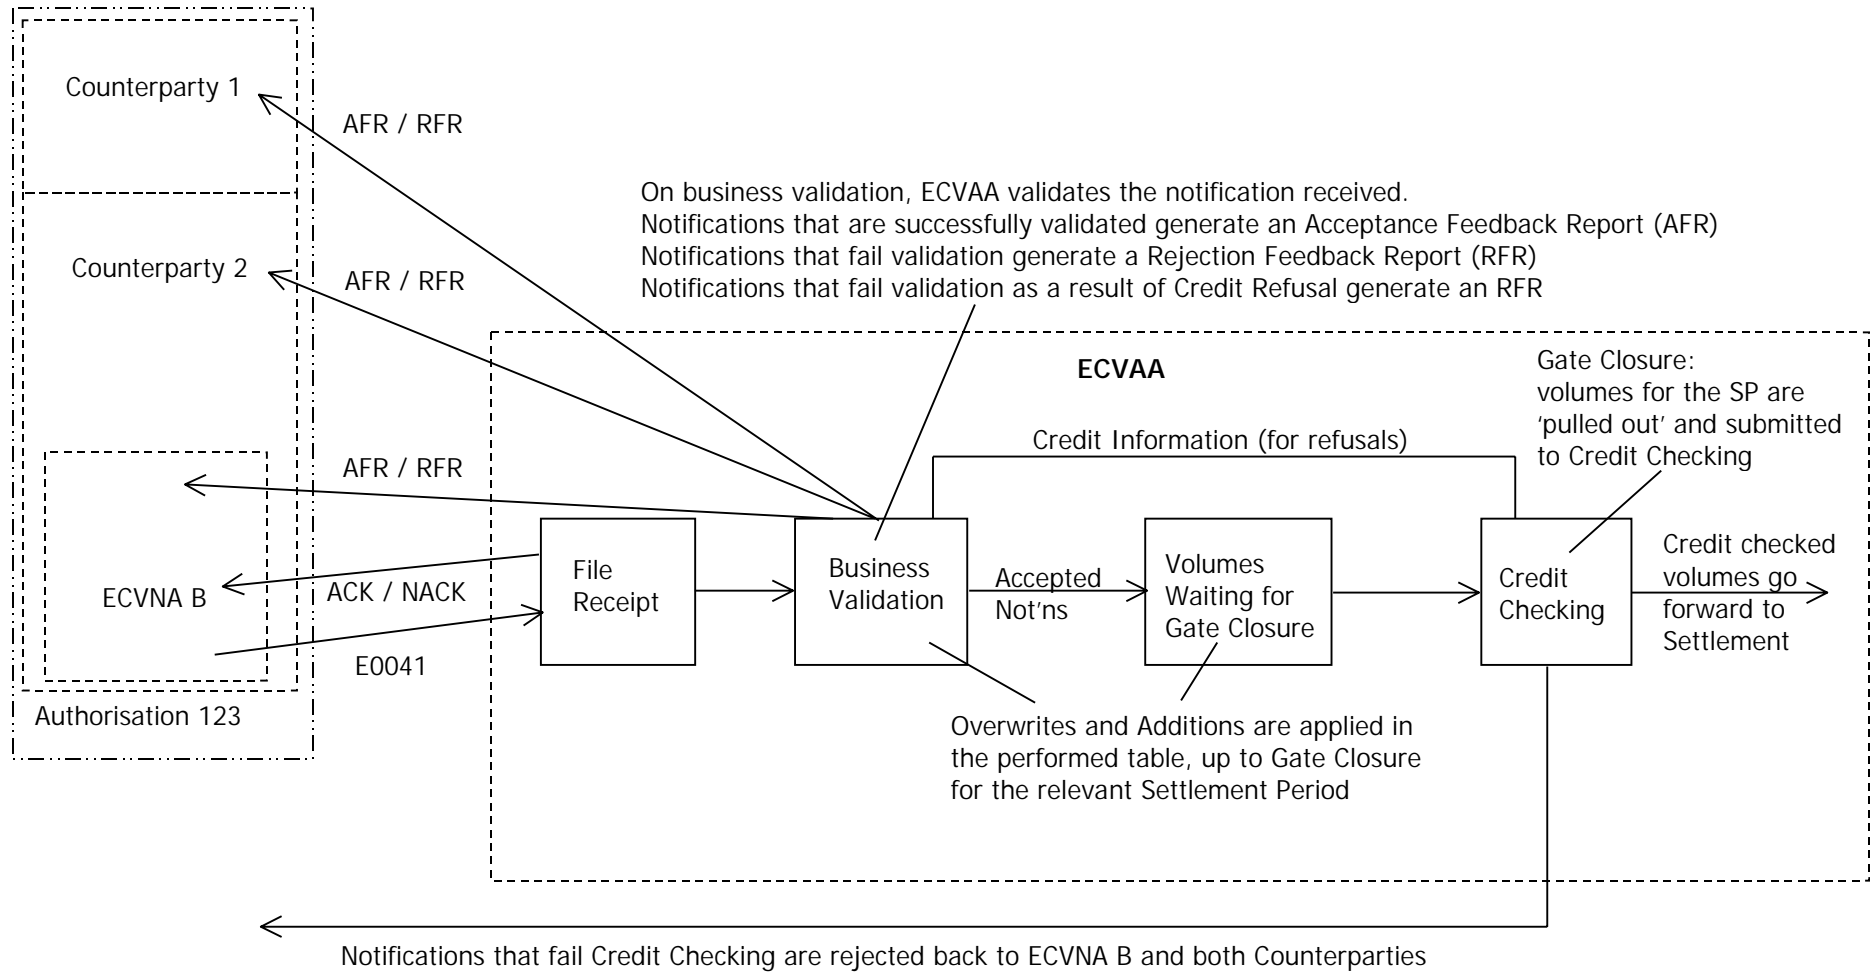 Counterparty 1
AFR / RFR
On business validation, ECVAA validates the notification received.
Notifications that are successfully validated generate an Acceptance Feedback Report (AFR)
Notifications that fail validation generate a Rejection Feedback Report (RFR)
Notifications that fail validation as a result of Credit Refusal generate an RFR
Counterparty 2
AFR / RFR
ECVAA
Gate Closure:
volumes for the SP are
‘pulled out’ and submitted
to Credit Checking
Credit Information (for refusals)
AFR / RFR
ECVNA B
ACK / NACK
E0041
File
Receipt
Business
Validation
Accepted
Not'ns
Volumes
Waiting for
Gate Closure
Credit
Checking
Credit checked
volumes go
forward to
Settlement
Authorisation 123
Overwrites and Additions are applied in
the performed table, up to Gate Closure
for the relevant Settlement Period
Notifications that fail Credit Checking are rejected back to ECVNA B and both Counterparties